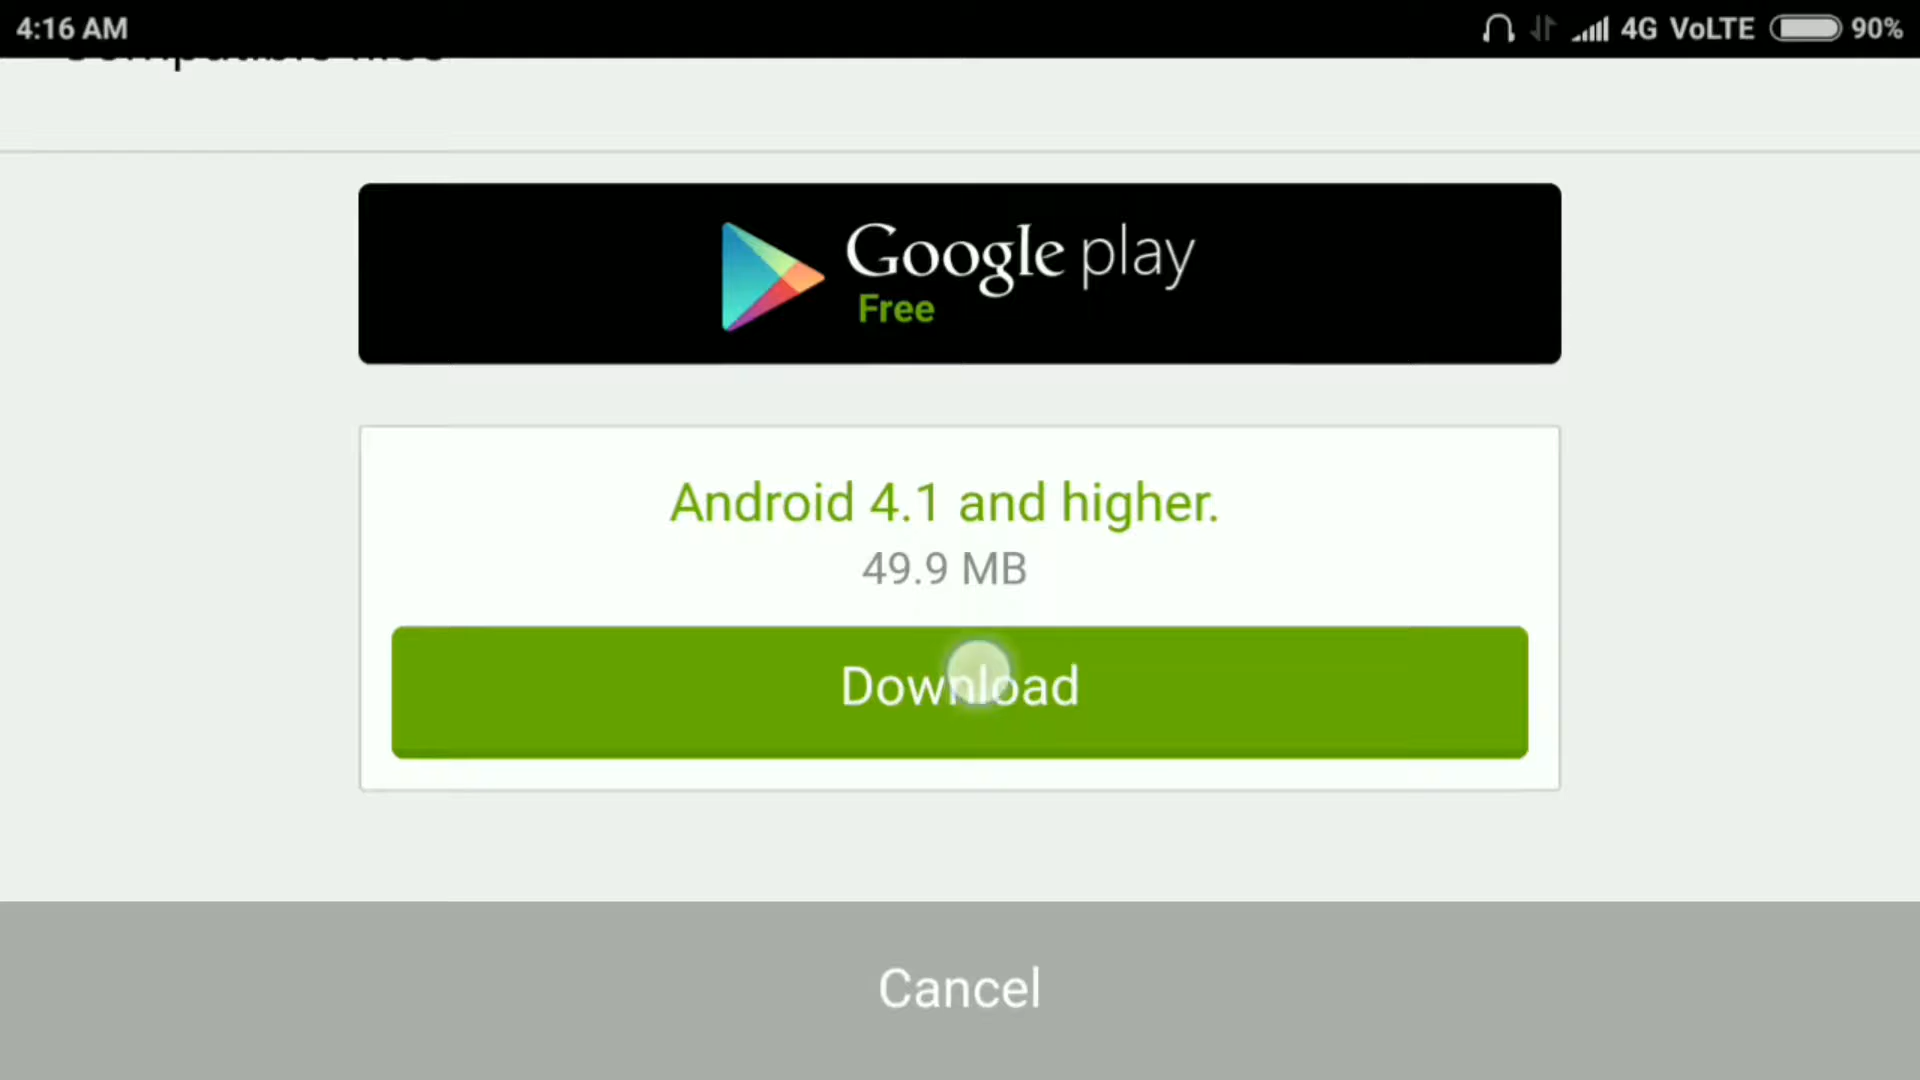 4:16 AM
4G VoLTE 90%
Google play
Free
Android 4.1 and higher.
49.9 MB
Download
Cancel